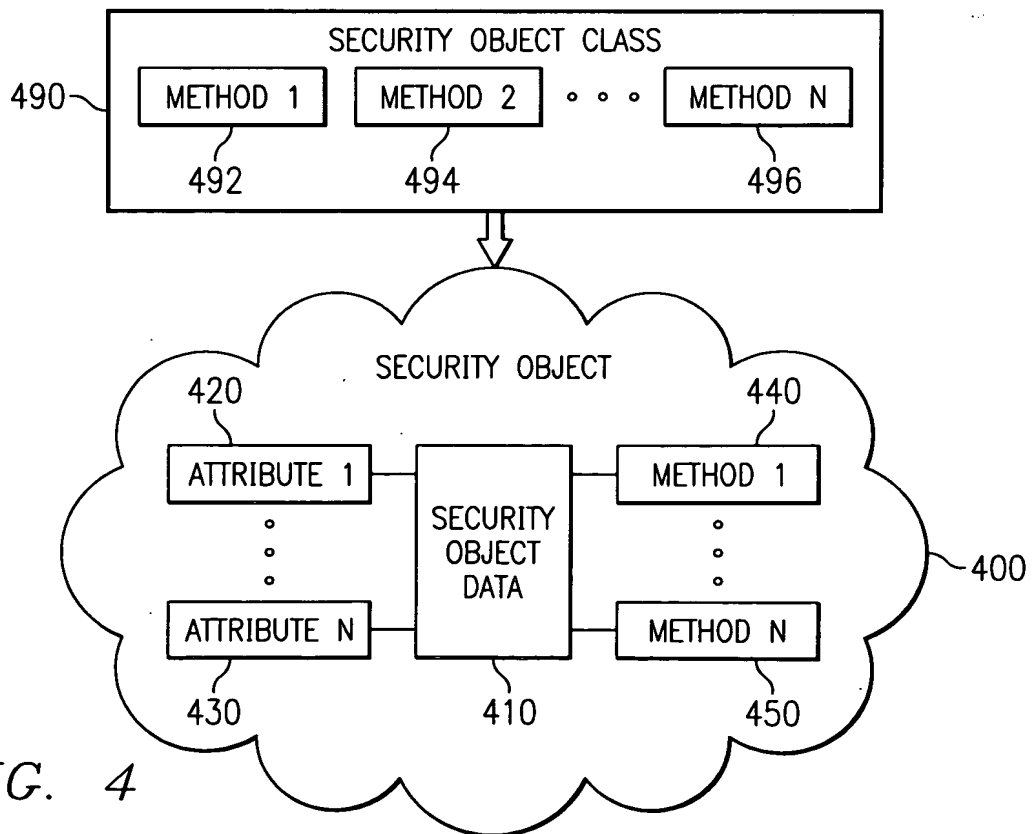 SECURITY OBJECT CLASS
490
METHOD 1
METHOD 2
METHOD N
492
494
496
SECURITY OBJECT
420
440
ATTRIBUTE 1
SECURITY
OBJECT
DATA
METHOD 1
400
ATTRIBUTE N
METHOD N
430
410
450
G. 4